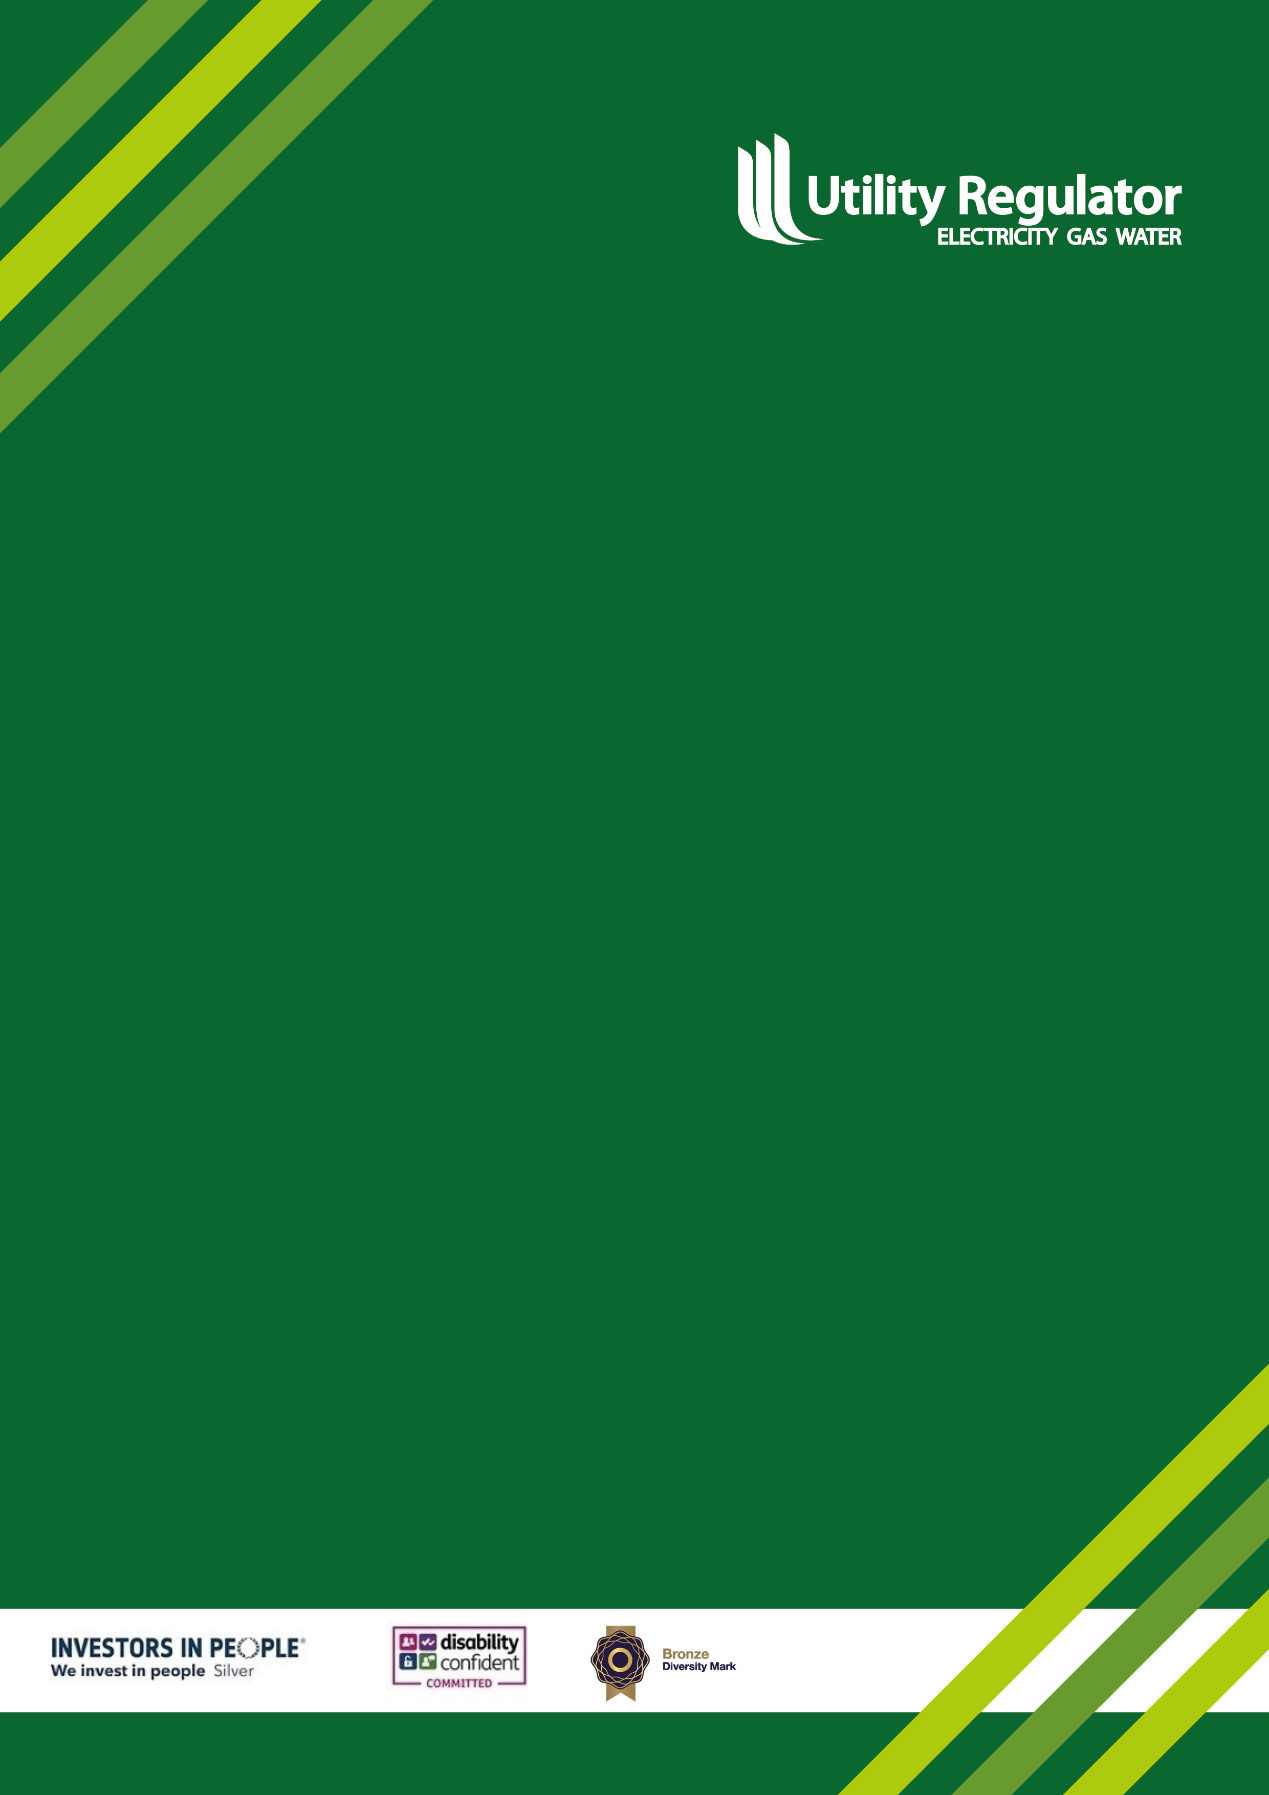 Utility Regulator
ELECTRICITY GAS WATER
INVESTORS IN PEOPLE®
We invest in people Silver
disability
confident
COMMITTED
Bronze
Diversity Mark